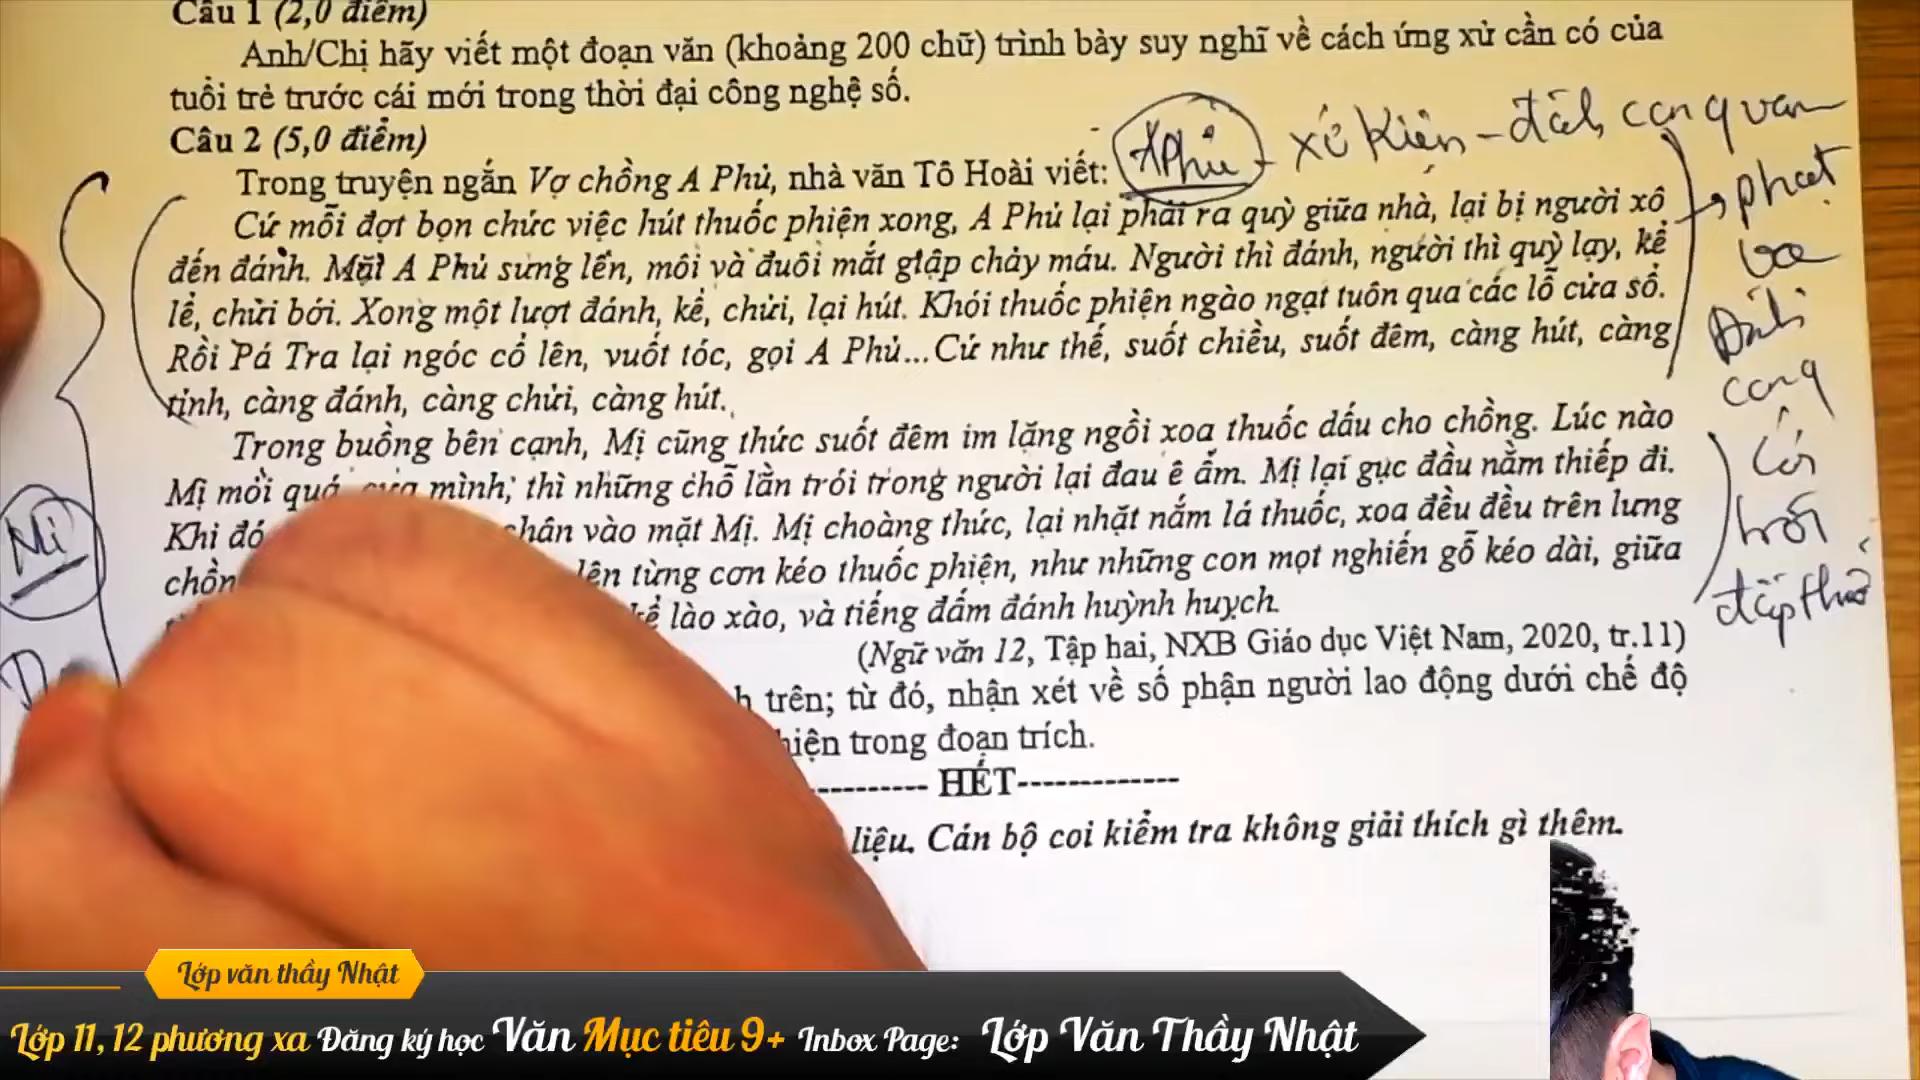 Câu 1 (2,0 điểm)
Anh/Chị hãy viết một đoạn văn (khoảng 200 chữ) trình bày suy nghĩ về cách ứng xử cần có của
tuổi trẻ trước cái mới trong thời đại công nghệ số.
Câu 2 (5,0 điểm)
Trong truyện ngắn Vợ chồng A Phủ, nhà văn Tô Hoài viết:
A Phủ - xử kiện - đánh con quan
Cứ mỗi đợt bọn chức việc hút thuốc phiện xong, A Phủ lại phải ra quỳ giữa nhà, lại bị người xô
đến đánh. Mặt A Phủ sưng lên, môi và đuôi mắt giập chảy máu. Người thì đánh, người thì quỳ lạy, kể
lể, chửi bới. Xong một lượt đánh, kể, chửi, lại hút. Khói thuốc phiện ngào ngạt tuôn qua các lỗ cửa sổ.
Rồi Pá Tra lại ngóc cổ lên, vuốt tóc, gọi A Phủ...Cứ như thế, suốt chiều, suốt đêm, càng hút, càng
tỉnh, càng đánh, càng chửi, càng hút.
phạt
vạ
Trong buồng bên cạnh, Mị cũng thức suốt đêm im lặng ngồi xoa thuốc dấu cho chồng. Lúc nào
Mị mỏi quá mình, thì những chỗ lằn trói trong người lại đau ê ẩm. Mị lại gục đầu nằm thiếp đi.
Khi đó chân vào mặt Mị. Mị choàng thức, lại nhặt nắm lá thuốc, xoa đều đều trên lưng
chồn lên từng cơn kéo thuốc phiện, như những con mọt nghiến gỗ kéo dài, giữa
kể lào xào, và tiếng đấm đánh huỳnh huỵch.
trói
Mị
(Ngữ văn 12, Tập hai, NXB Giáo dục Việt Nam, 2020, tr.11)
h trên; từ đó, nhận xét về số phận người lao động dưới chế độ
hiện trong đoạn trích.
---------- HẾT-------------
liệu. Cán bộ coi kiểm tra không giải thích gì thêm.
Lớp văn thầy Nhật
Lớp 11, 12 phương xa Đăng ký học Văn Mục tiêu 9+ Inbox Page: Lớp Văn Thầy Nhật